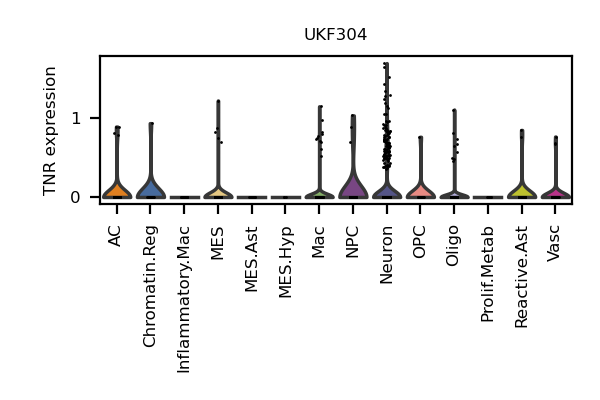 UKF304
TNR expression
1
0
AC
Chromatin.Reg
Inflammatory.Mac
MES
MES.Ast
MES.Hyp
Mac
NPC
Neuron
OPC
Oligo
Prolif.Metab
Reactive.Ast
Vasc